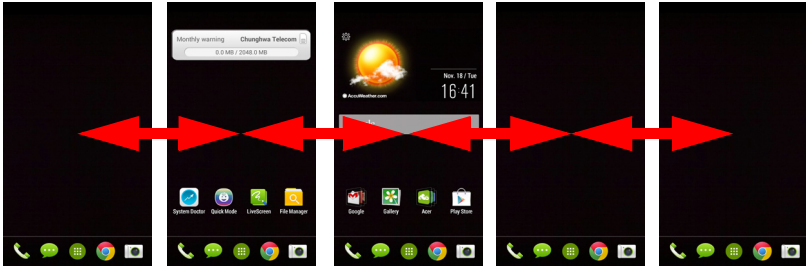 Monthly warning Chunghwa Telecom
0.0 MB / 2048.0 MB
System Doctor Quick Mode LiveScreen File Manager
Nov. 18 / Tue
16:41
AccuWeather.com
Google Gallery Acer Play Store